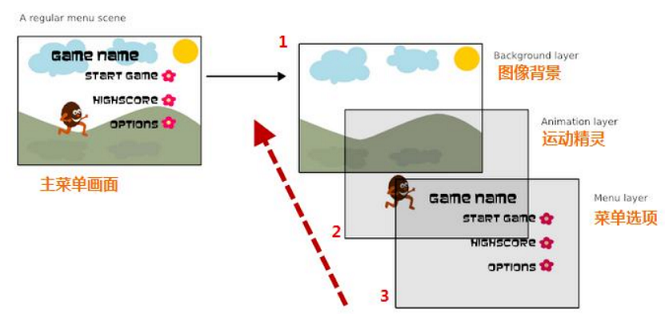 A regular menu scene
GAME NAME
START GAME
HIGHSCORE
OPTIONS
主菜单画面
1
Background layer
图像背景
Animation layer
运动精灵
2
Menu layer
菜单选项
GAME NAME
START GAME
HIGHSCORE
OPTIONS
3